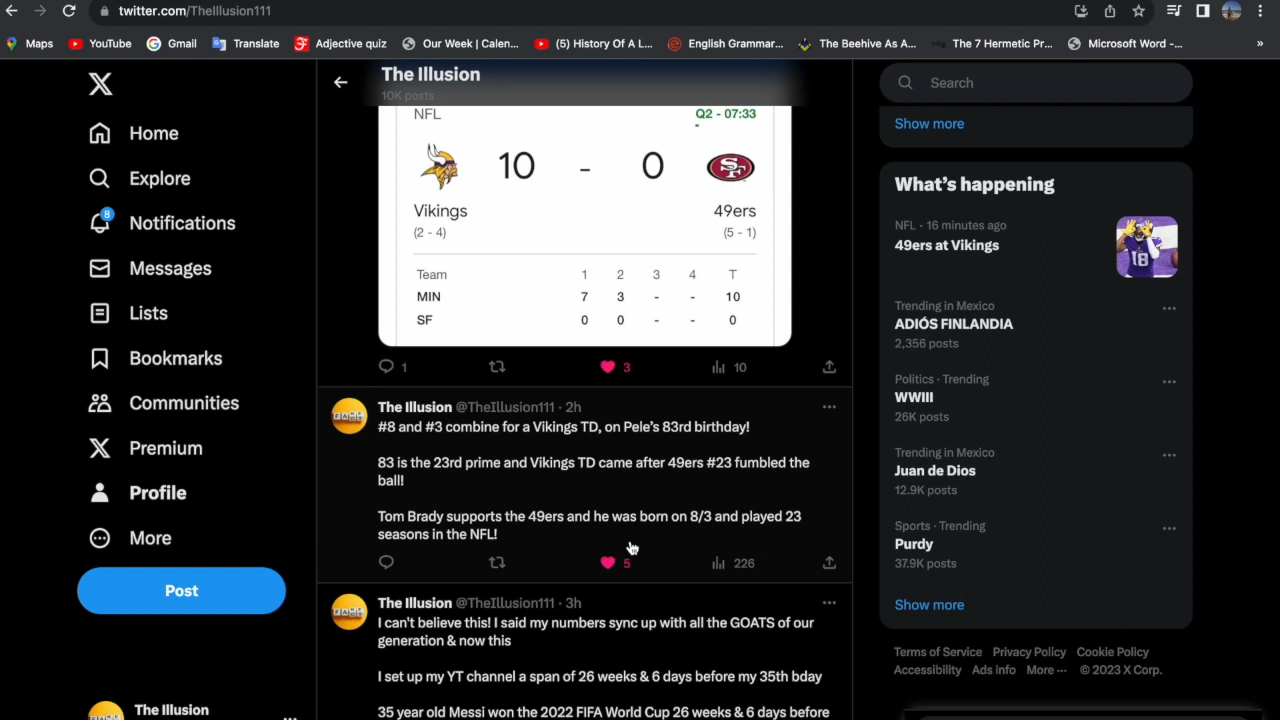 twitter.com/TheIllusion111
Maps
YouTube
Gmail
Translate
Adjective quiz
Our Week | Calen...
(5) History Of A L...
English Grammar...
The Beehive As A...
The 7 Hermetic Pr...
Microsoft Word -...
»
X
Home
Explore
8
Notifications
Messages
Lists
Bookmarks
Communities
Premium
Profile
More
Post
The Illusion
The Illusion
10K posts
NFL
Q2 - 07:33
10 - 0
SF
Vikings
49ers
(2 - 4)
(5 - 1)
Team 1 2 3 4 T
MIN 7 3 - - 10
SF 0 0 - - 0
1
3
10
The Illusion @TheIllusion111 · 2h
#8 and #3 combine for a Vikings TD, on Pele's 83rd birthday!
83 is the 23rd prime and Vikings TD came after 49ers #23 fumbled the
ball!
Tom Brady supports the 49ers and he was born on 8/3 and played 23
seasons in the NFL!
5
226
The Illusion @TheIllusion111 · 3h
I can't believe this! I said my numbers sync up with all the GOATS of our
generation & now this
I set up my YT channel a span of 26 weeks & 6 days before my 35th bday
35 year old Messi won the 2022 FIFA World Cup 26 weeks & 6 days before
Search
Show more
What's happening
NFL · 16 minutes ago
49ers at Vikings
18
Trending in Mexico
ADIÓS FINLANDIA
2,356 posts
Politics · Trending
WWIII
26K posts
Trending in Mexico
Juan de Dios
12.9K posts
Sports · Trending
Purdy
37.9K posts
Show more
Terms of Service Privacy Policy Cookie Policy
Accessibility Ads info More ··· © 2023 X Corp.